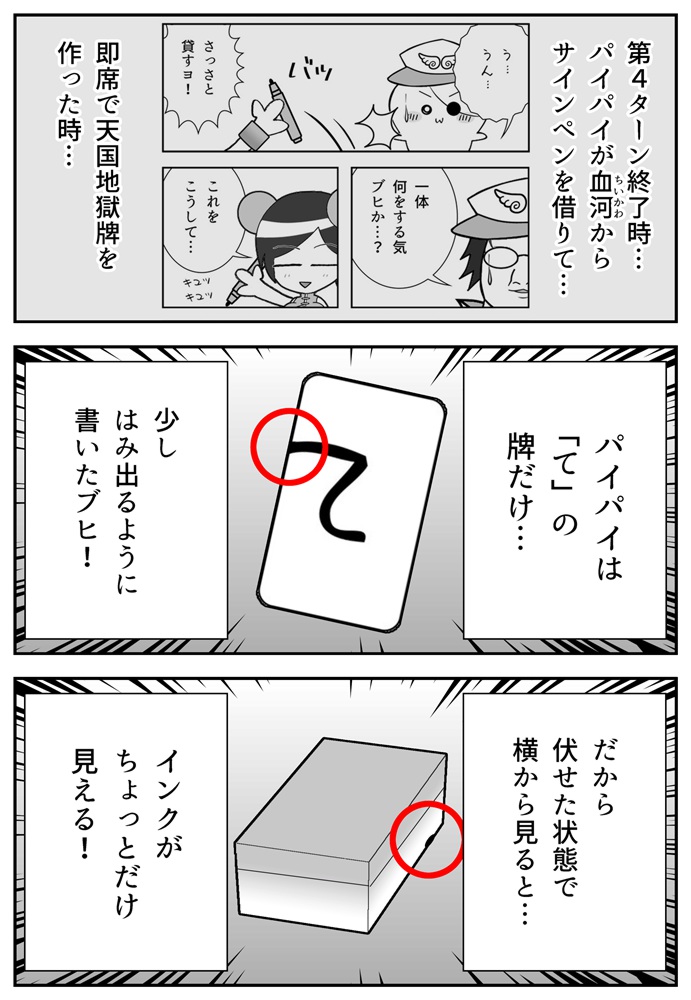 第４ターン終了時…
パイパイが血河から
ちいかわ
サインペンを借りて…
う…
うん…
バッ
さっさと
貸すヨ！
一体
何をする気
ブヒか…？
これを
こうして…
キュッ
キュッ
即席で天国地獄牌を
作った時…
パイパイは
「て」の
牌だけ…
て
少し
はみ出るように
書いたブヒ！
だから
伏せた状態で
横から見ると…
インクが
ちょっとだけ
見える！